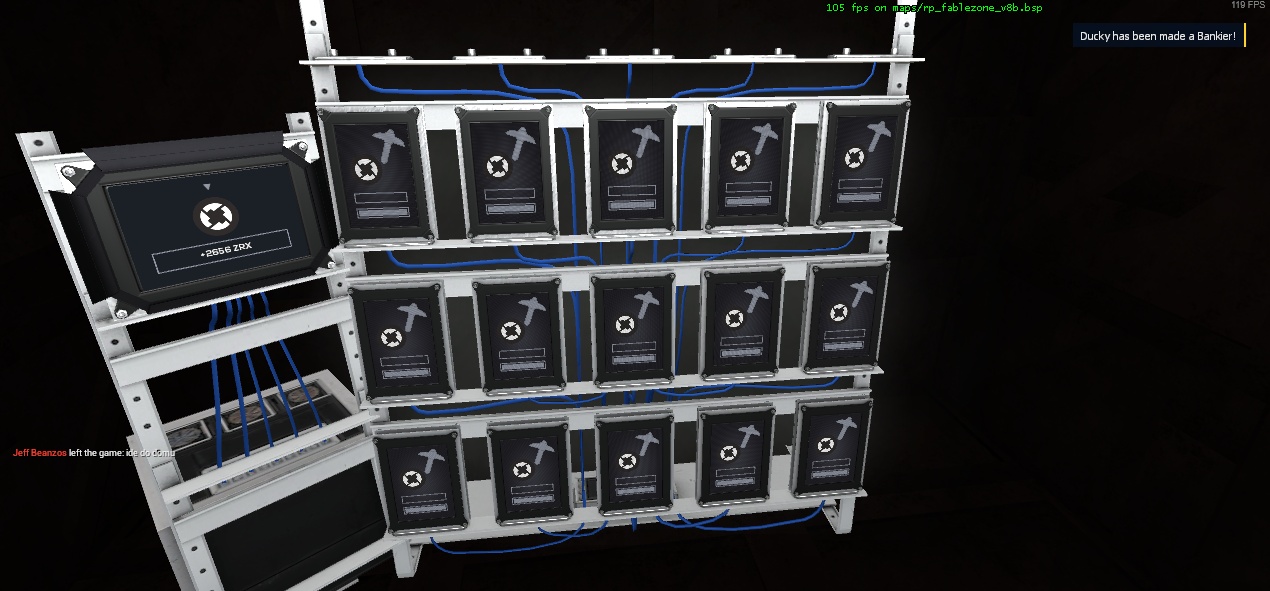 105 fps on maps/rp_fablezone_v8b.bsp
119 FPS
Ducky has been made a Bankier!
+2656 ZRX
Jeff Beanzos left the game: ide do domu